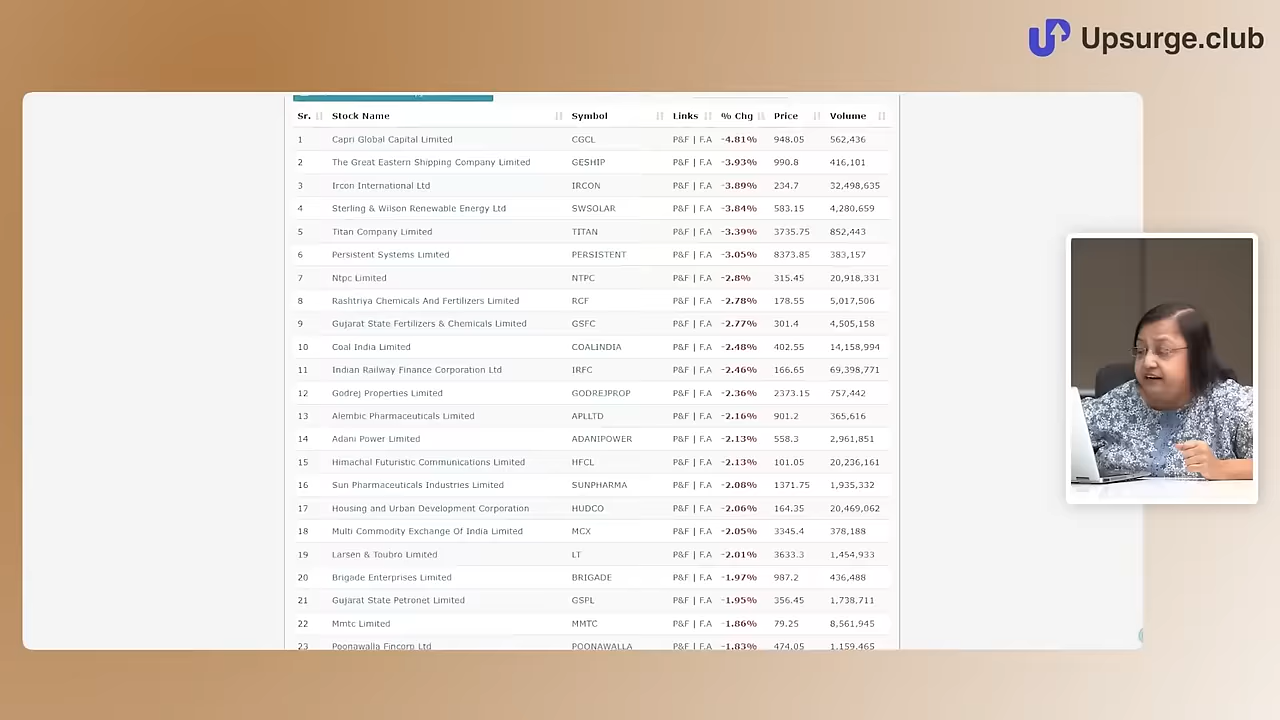 Upsurge.club
Sr. Stock Name Symbol Links % Chg Price Volume
1 Capri Global Capital Limited CGCL P&F | F.A -4.81% 948.05 562,436
2 The Great Eastern Shipping Company Limited GESHIP P&F | F.A -3.93% 990.8 416,101
3 Ircon International Ltd IRCON P&F | F.A -3.89% 234.7 32,498,635
4 Sterling & Wilson Renewable Energy Ltd SWSOLAR P&F | F.A -3.84% 583.15 4,280,659
5 Titan Company Limited TITAN P&F | F.A -3.39% 3735.75 852,443
6 Persistent Systems Limited PERSISTENT P&F | F.A -3.05% 8373.85 383,157
7 Ntpc Limited NTPC P&F | F.A -2.8% 315.45 20,918,331
8 Rashtriya Chemicals And Fertilizers Limited RCF P&F | F.A -2.78% 178.55 5,017,506
9 Gujarat State Fertilizers & Chemicals Limited GSFC P&F | F.A -2.77% 301.4 4,505,158
10 Coal India Limited COALINDIA P&F | F.A -2.48% 402.55 14,158,994
11 Indian Railway Finance Corporation Ltd IRFC P&F | F.A -2.46% 166.65 69,398,771
12 Godrej Properties Limited GODREJPROP P&F | F.A -2.36% 2373.15 757,442
13 Alembic Pharmaceuticals Limited APLLTD P&F | F.A -2.16% 901.2 365,616
14 Adani Power Limited ADANIPOWER P&F | F.A -2.13% 558.3 2,961,851
15 Himachal Futuristic Communications Limited HFCL P&F | F.A -2.13% 101.05 20,236,161
16 Sun Pharmaceuticals Industries Limited SUNPHARMA P&F | F.A -2.08% 1371.75 1,935,332
17 Housing and Urban Development Corporation HUDCO P&F | F.A -2.06% 164.35 20,469,062
18 Multi Commodity Exchange Of India Limited MCX P&F | F.A -2.05% 3345.4 378,188
19 Larsen & Toubro Limited LT P&F | F.A -2.01% 3633.3 1,454,933
20 Brigade Enterprises Limited BRIGADE P&F | F.A -1.97% 987.2 436,488
21 Gujarat State Petronet Limited GSPL P&F | F.A -1.95% 356.45 1,738,711
22 Mmtc Limited MMTC P&F | F.A -1.86% 79.25 8,561,945
23 Poonawalla Fincorp Ltd POONAWALLA P&F | F.A -1.83% 474.05 1,159,465